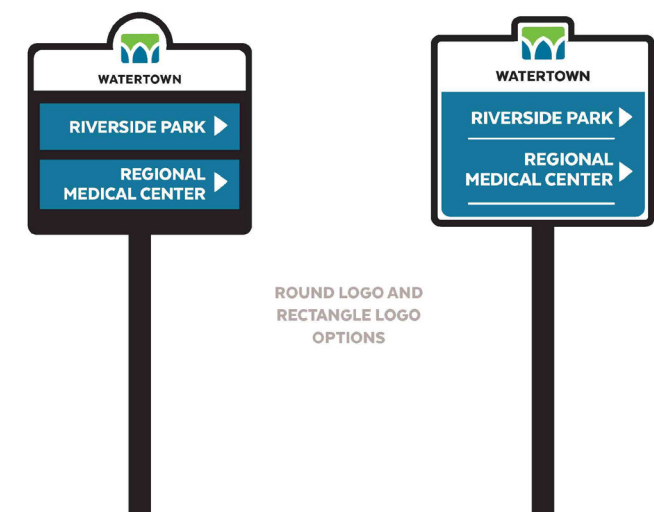 WATERTOWN
RIVERSIDE PARK
REGIONAL
MEDICAL CENTER
WATERTOWN
RIVERSIDE PARK
REGIONAL
MEDICAL CENTER
ROUND LOGO AND
RECTANGLE LOGO
OPTIONS